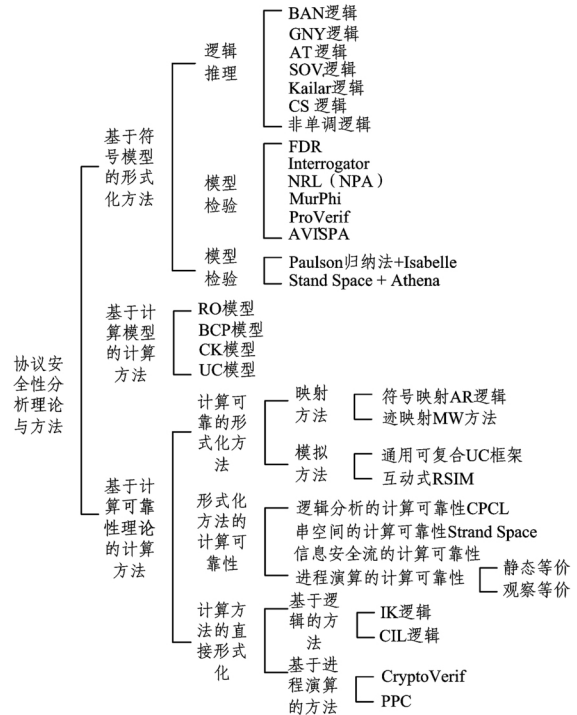 协议安
全性分
析理论
与方法
基于符
号模型
的形式
化方法
逻辑
推理
BAN逻辑
GNY逻辑
AT逻辑
SOV逻辑
Kailar逻辑
CS 逻辑
非单调逻辑
模型
检验
FDR
Interrogator
NRL（NPA）
MurPhi
ProVerif
AVISPA
模型
检验
Paulson归纳法+Isabelle
Stand Space + Athena
基于计
算模型
的计算
方法
RO模型
BCP模型
CK模型
UC模型
基于计算
可靠
性理论
的计算
方法
计算可
靠的形
式化方
法
映射
方法
符号映射AR逻辑
迹映射MW方法
模拟
方法
通用可复合UC框架
互动式RSIM
形式化
方法的
计算可
靠性
逻辑分析的计算可靠性CPCL
串空间的计算可靠性Strand Space
信息安全流的计算可靠性
进程演算的计算可靠性
静态等价
观察等价
计算方
法的直
接形式
化
基于逻
辑的方
法
IK逻辑
CIL逻辑
基于进
程演算
的方法
CryptoVerif
PPC